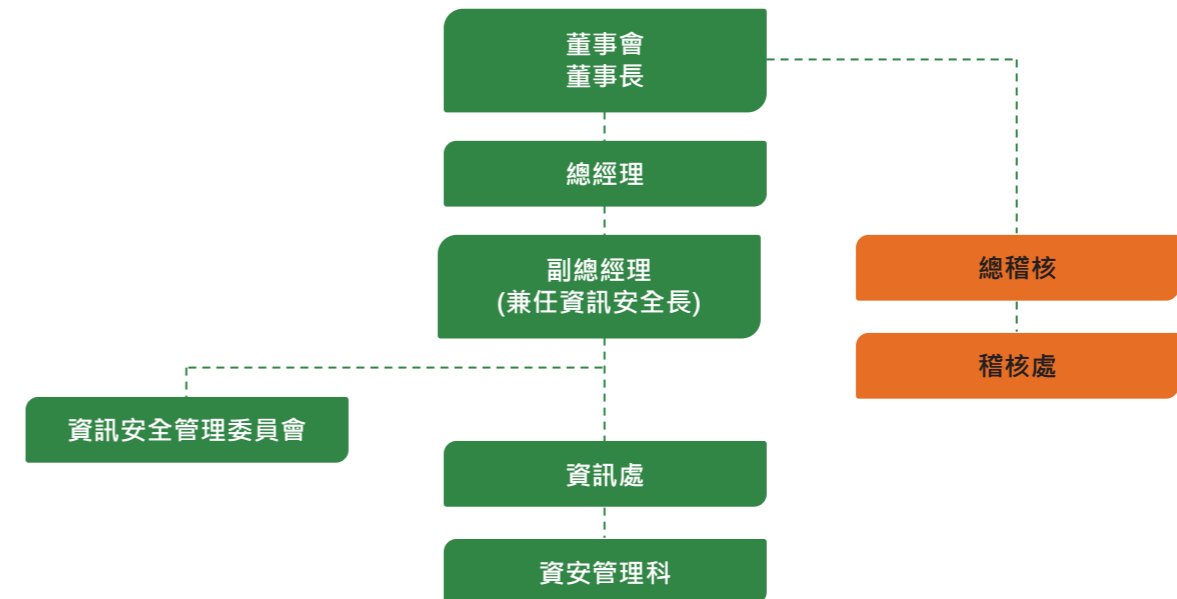 董事會
董事長
總經理
副總經理
(兼任資訊安全長)
總稽核
稽核處
資訊安全管理委員會
資訊處
資安管理科